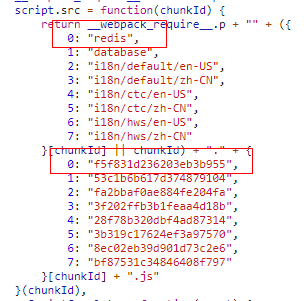 script.src = function(chunkId) {
return __webpack_require__.p + "" + ({
0: "redis",
1: "database",
2: "i18n/default/en-US",
3: "i18n/default/zh-CN",
4: "i18n/ctc/en-US",
5: "i18n/ctc/zh-CN",
6: "i18n/hws/en-US",
7: "i18n/hws/zh-CN"
}[chunkId] || chunkId) + "." + {
0: "f5f831d236203eb3b955",
1: "53c1b6b617d374879104",
2: "fa2bbaf0ae884fe204fa",
3: "3f202ffb3b1feaa4d18b",
4: "28f78b320dbf4ad87314",
5: "3b319c17624ef3a97570",
6: "8ec02eb39d901d73c2e6",
7: "bf87531c34846408f797"
}[chunkId] + ".js"
}(chunkId),